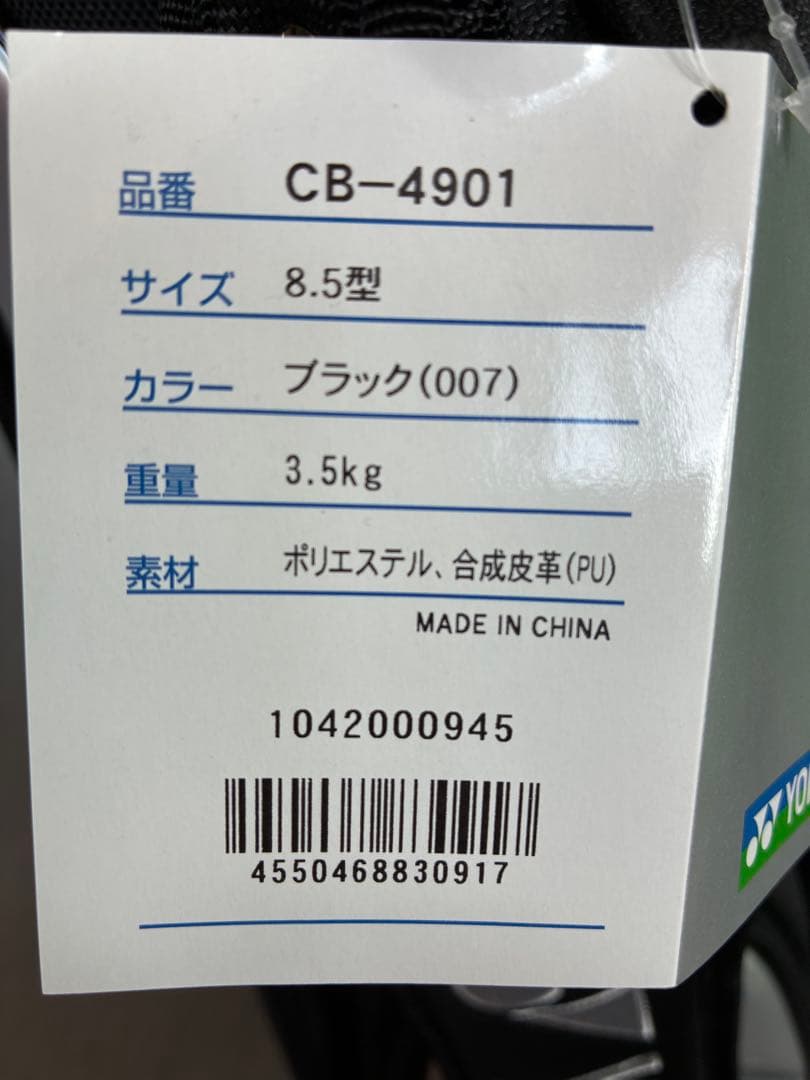 品番 CB-4901
サイズ 8.5型
カラー ブラック(007)
重量 3.5kg
素材 ポリエステル、合成皮革(PU)
MADE IN CHINA
1042000945
4550468830917